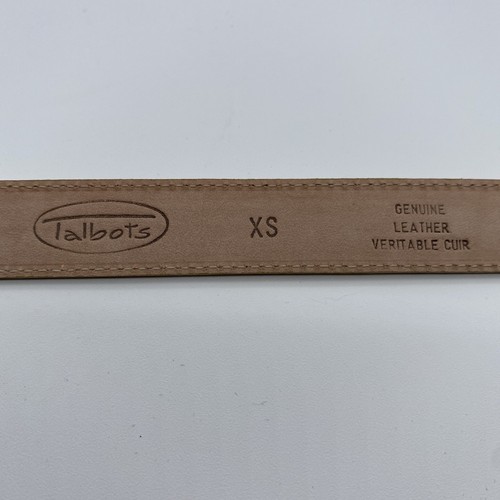 Talbots
XS
GENUINE
LEATHER
VERITABLE CUIR